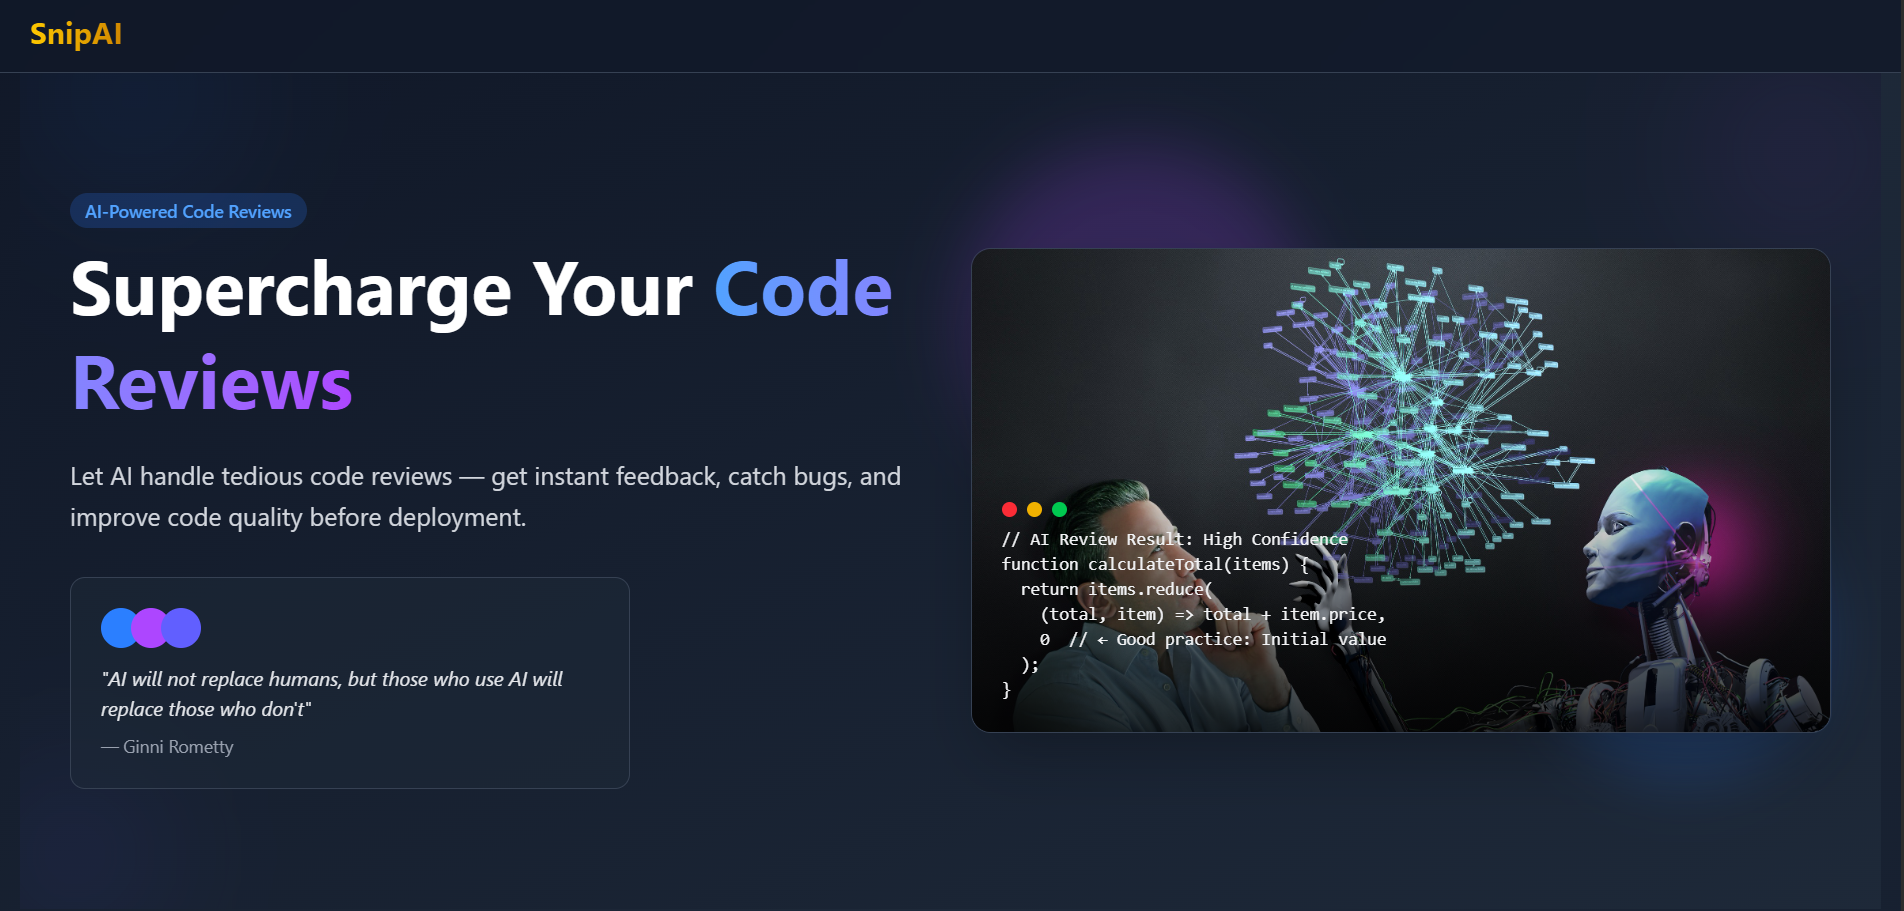 SnipAI
AI-Powered Code Reviews
Supercharge Your Code
Reviews
Let AI handle tedious code reviews — get instant feedback, catch bugs, and
improve code quality before deployment.
"AI will not replace humans, but those who use AI will
replace those who don't"
— Ginni Rometty
// AI Review Result: High Confidence
function calculateTotal(items) {
  return items.reduce(
    (total, item) => total + item.price,
    0  // ← Good practice: Initial value
  );
}